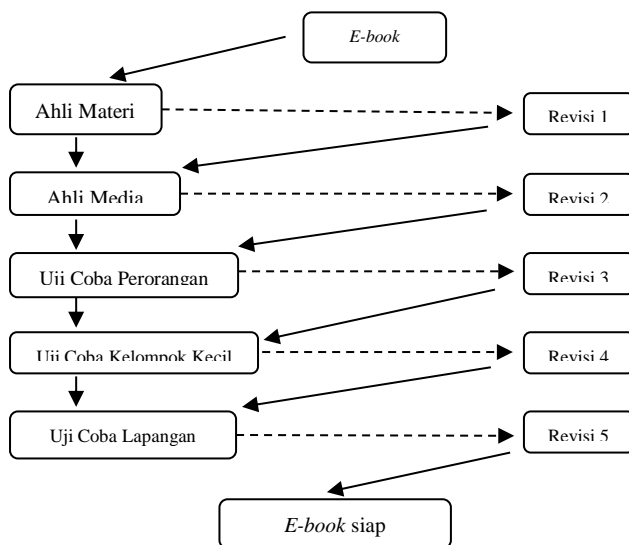 E-book
Ahli Materi
Revisi 1
Ahli Media
Revisi 2
Uji Coba Perorangan
Revisi 3
Uji Coba Kelompok Kecil
Revisi 4
Uji Coba Lapangan
Revisi 5
E-book siap